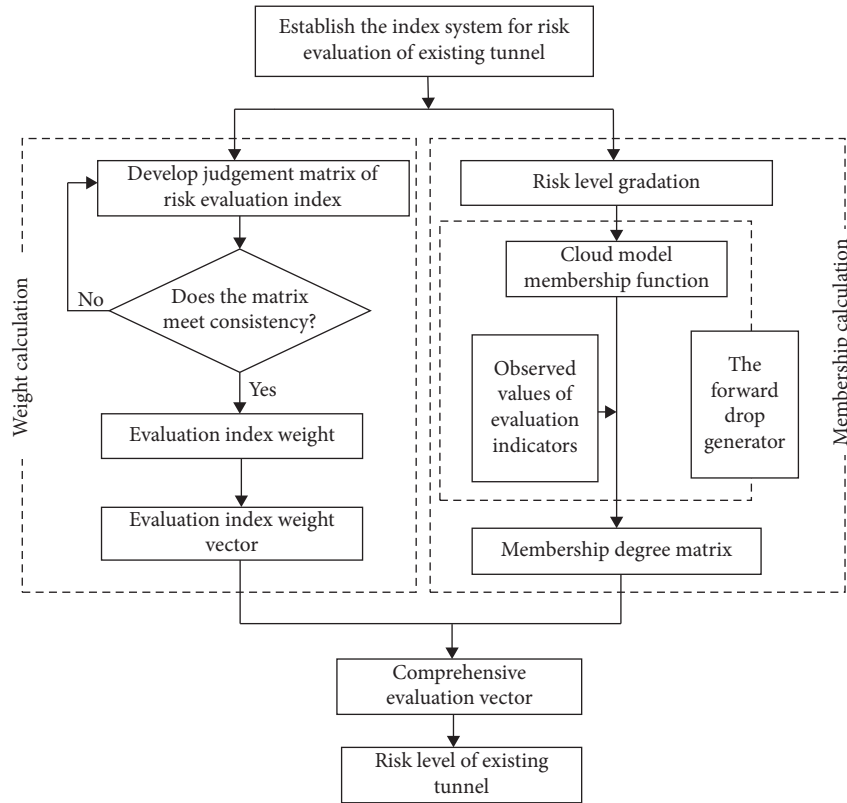 Establish the index system for risk
evaluation of existing tunnel
Weight calculation
Develop judgement matrix of
risk evaluation index
Does the matrix
meet consistency?
No
Yes
Evaluation index weight
Evaluation index weight
vector
Risk level gradation
Cloud model
membership function
Observed
values of
evaluation
indicators
The
forward
drop
generator
Membership degree matrix
Membership calculation
Comprehensive
evaluation vector
Risk level of existing
tunnel